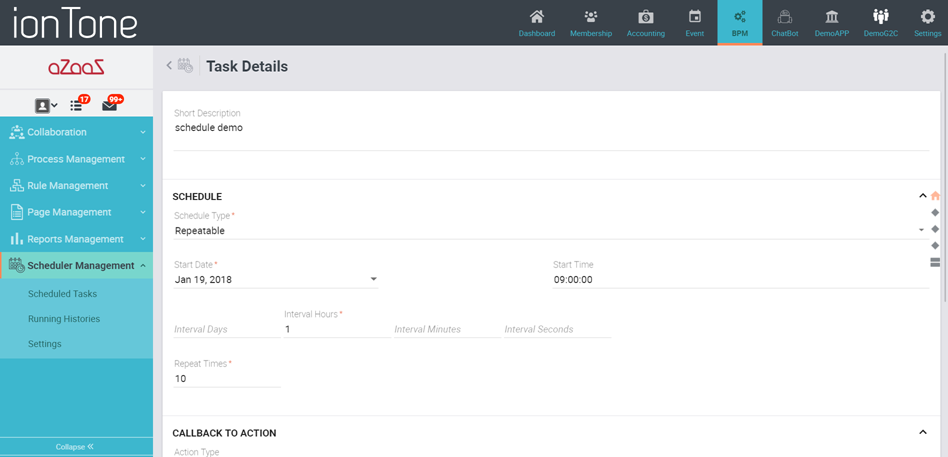 ionTone
Dashboard
Membership
Accounting
Event
BPM
ChatBot
DemoAPP
DemoG2C
Settings
aZaaS
Task Details
17
99+
Collaboration
Process Management
Rule Management
Page Management
Reports Management
Scheduler Management
Scheduled Tasks
Running Histories
Settings
Collapse
Short Description
schedule demo
SCHEDULE
Schedule Type*
Repeatable
Start Date*
Start Time
Jan 19, 2018
09:00:00
Interval Hours*
Interval Days
1
Interval Minutes
Interval Seconds
Repeat Times*
10
CALLBACK TO ACTION
Action Type